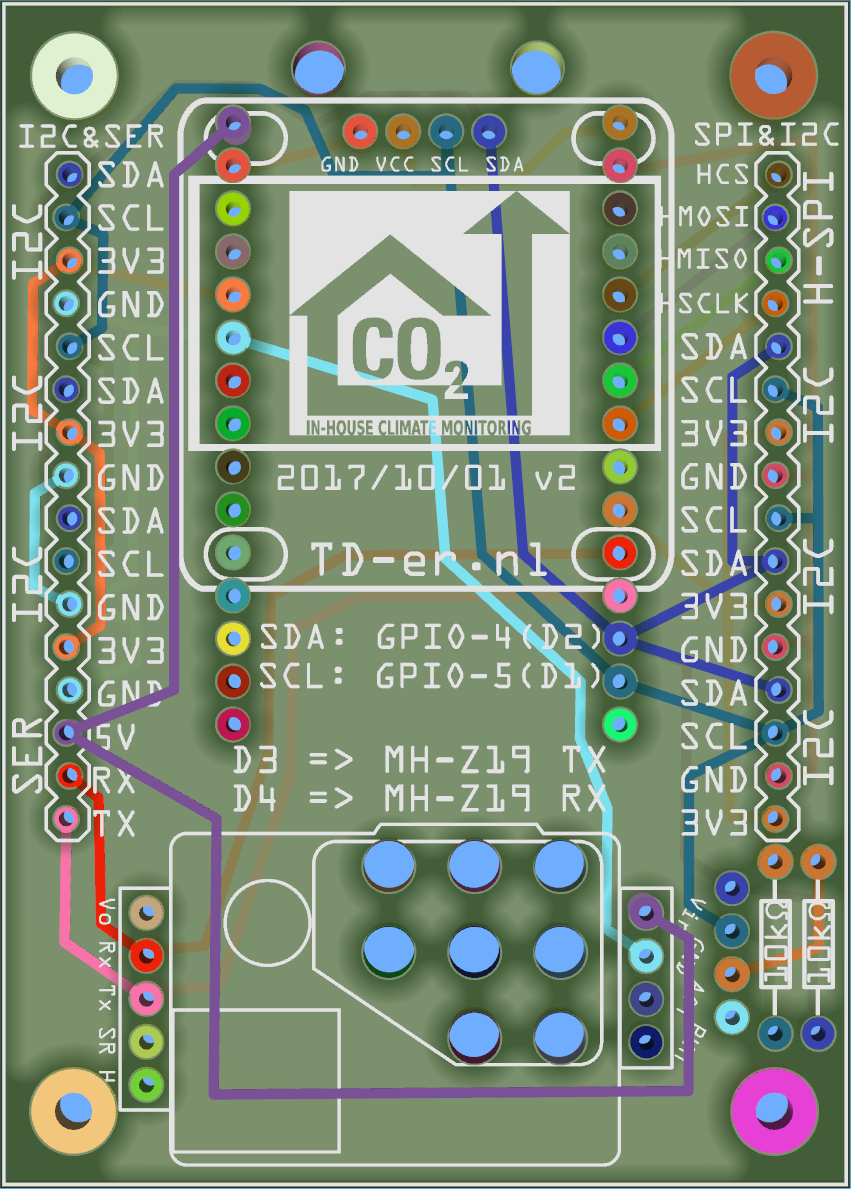 I2C&SER
SPI&I2C
GND VCC SCL SDA
SDA
SCL
3V3
GND
SCL
SDA
3V3
GND
SDA
SCL
GND
3V3
GND
5V
RX
TX
I2C
I2C
I2C
SER
HCS
HMOSI
HMISO
HSCLK
SDA
SCL
3V3
GND
SCL
SDA
3V3
GND
SDA
SCL
GND
3V3
H-SPI
I2C
I2C
I2C
CO2
IN-HOUSE CLIMATE MONITORING
2017/10/01 v2
TD-er.nl
SDA: GPIO-4(D2)
SCL: GPIO-5(D1)
D3 => MH-Z19 TX
D4 => MH-Z19 RX
Vo
Rx
Tx
SR
H
Vin
GND
10kΩ
10kΩ